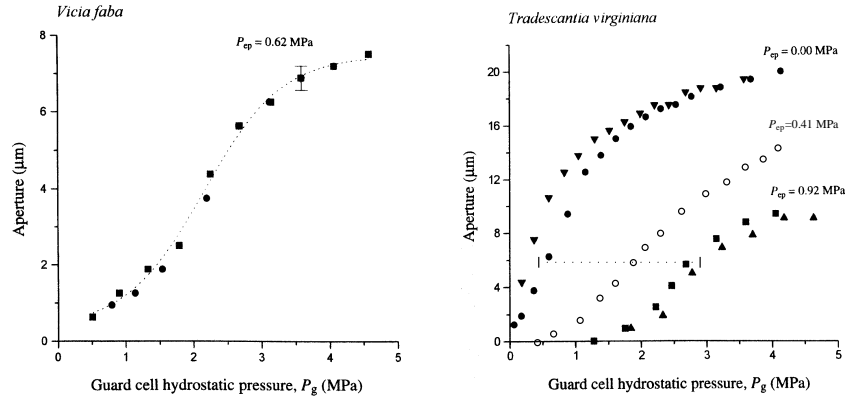 Vicia faba
Pep = 0.62 MPa
8
6
4
2
0
Aperture (μm)
0 1 2 3 4 5
Guard cell hydrostatic pressure, Pg (MPa)
Tradescantia virginiana
Pep = 0.00 MPa
Pep=0.41 MPa
Pep = 0.92 MPa
20
16
12
8
4
0
Aperture (μm)
0 1 2 3 4 5
Guard cell hydrostatic pressure, Pg (MPa)